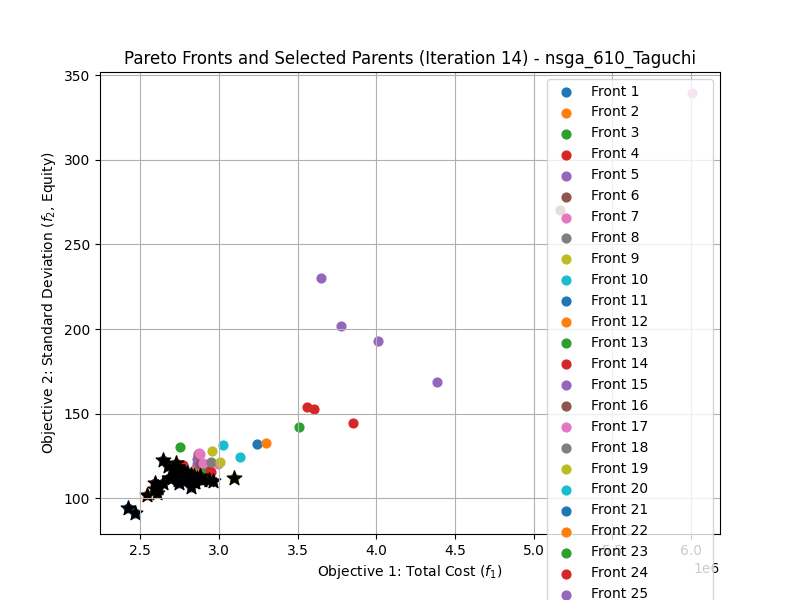 Pareto Fronts and Selected Parents (Iteration 14) - nsga_610_Taguchi
Objective 2: Standard Deviation (f₂, Equity)
350
300
250
200
150
100
2.5
3.0
3.5
4.0
4.5
5.0
5.5
6.0
1e6
Objective 1: Total Cost (f₁)
Front 1
Front 2
Front 3
Front 4
Front 5
Front 6
Front 7
Front 8
Front 9
Front 10
Front 11
Front 12
Front 13
Front 14
Front 15
Front 16
Front 17
Front 18
Front 19
Front 20
Front 21
Front 22
Front 23
Front 24
Front 25